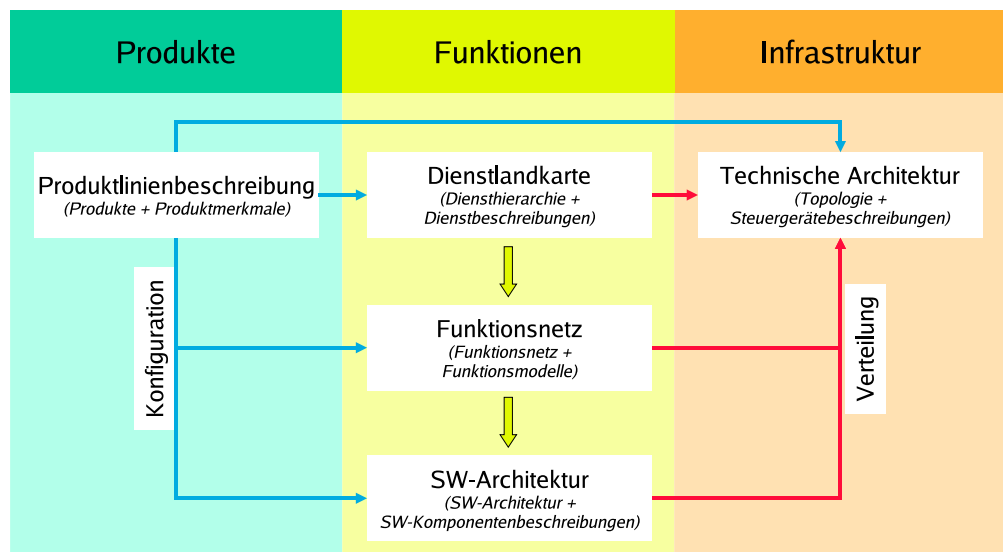 Produkte
Funktionen
Infrastruktur
Produktlinienbeschreibung
(Produkte + Produktmerkmale)
Dienstlandkarte
(Diensthierarchie +
Dienstbeschreibungen)
Technische Architektur
(Topologie +
Steuergerätebeschreibungen)
Konfiguration
Funktionsnetz
(Funktionsnetz +
Funktionsmodelle)
Verteilung
SW-Architektur
(SW-Architektur +
SW-Komponentenbeschreibungen)